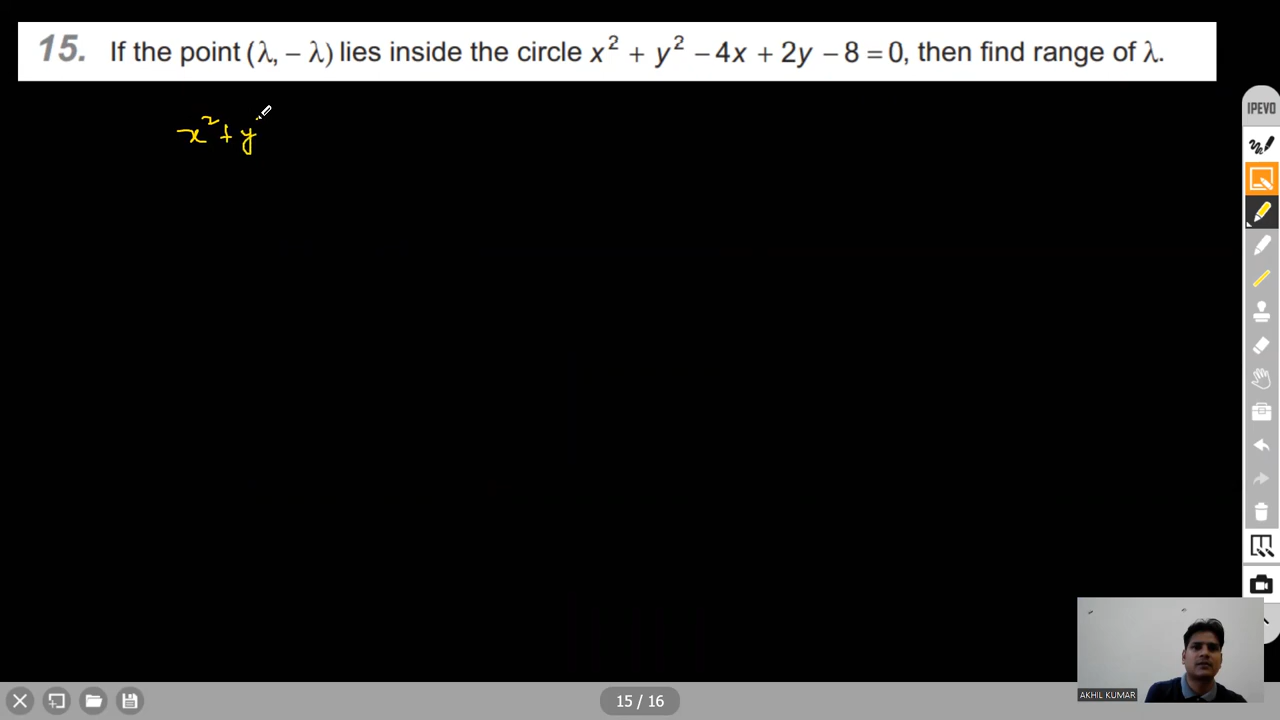 15. If the point (λ, − λ) lies inside the circle x² + y² − 4x + 2y − 8 = 0, then find range of λ.
IPEVO
x² + y
AKHIL KUMAR
15 / 16